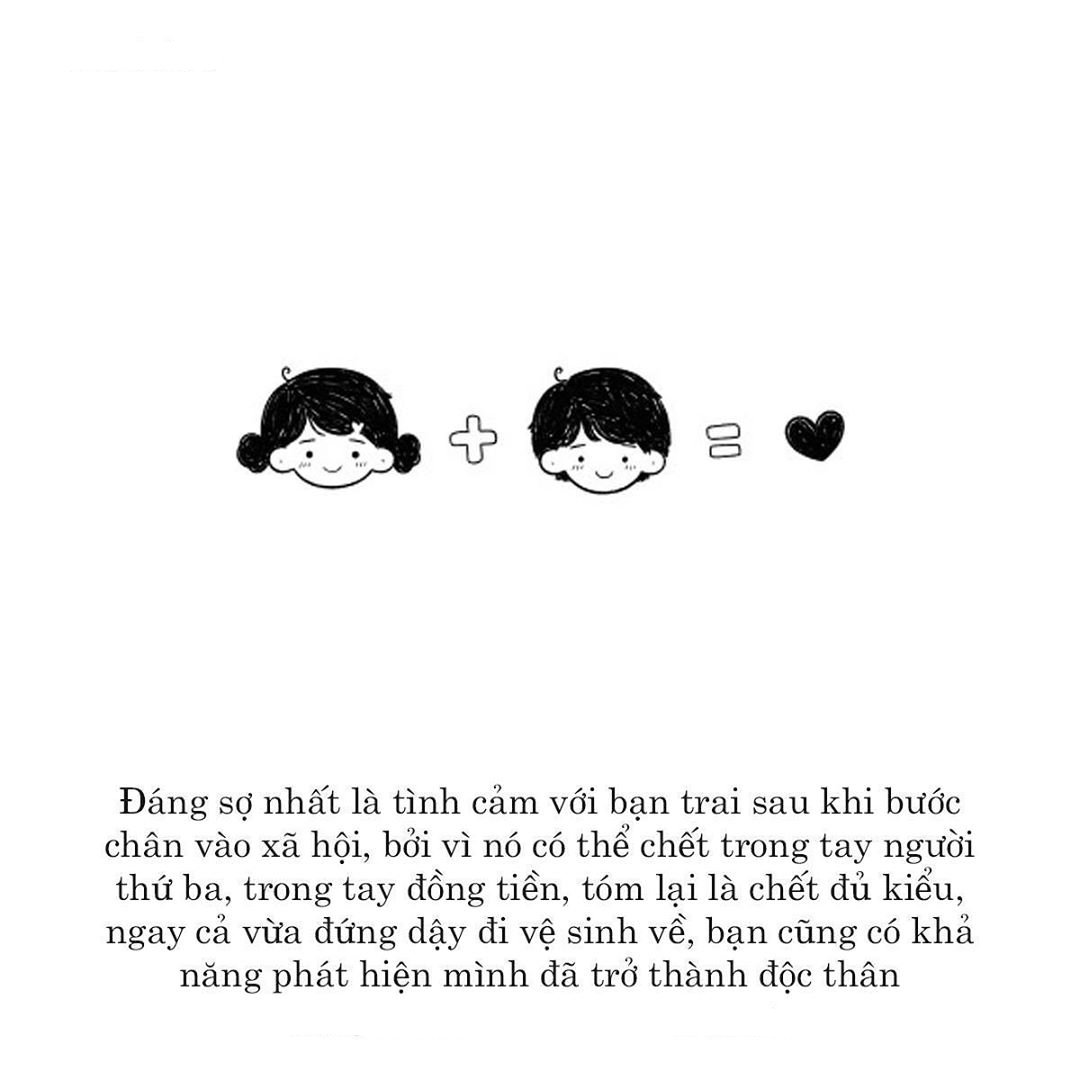 Đáng sợ nhất là tình cảm với bạn trai sau khi bước
chân vào xã hội, bởi vì nó có thể chết trong tay người
thứ ba, trong tay đồng tiền, tóm lại là chết đủ kiểu,
ngay cả vừa đứng dậy đi vệ sinh về, bạn cũng có khả
năng phát hiện mình đã trở thành độc thân